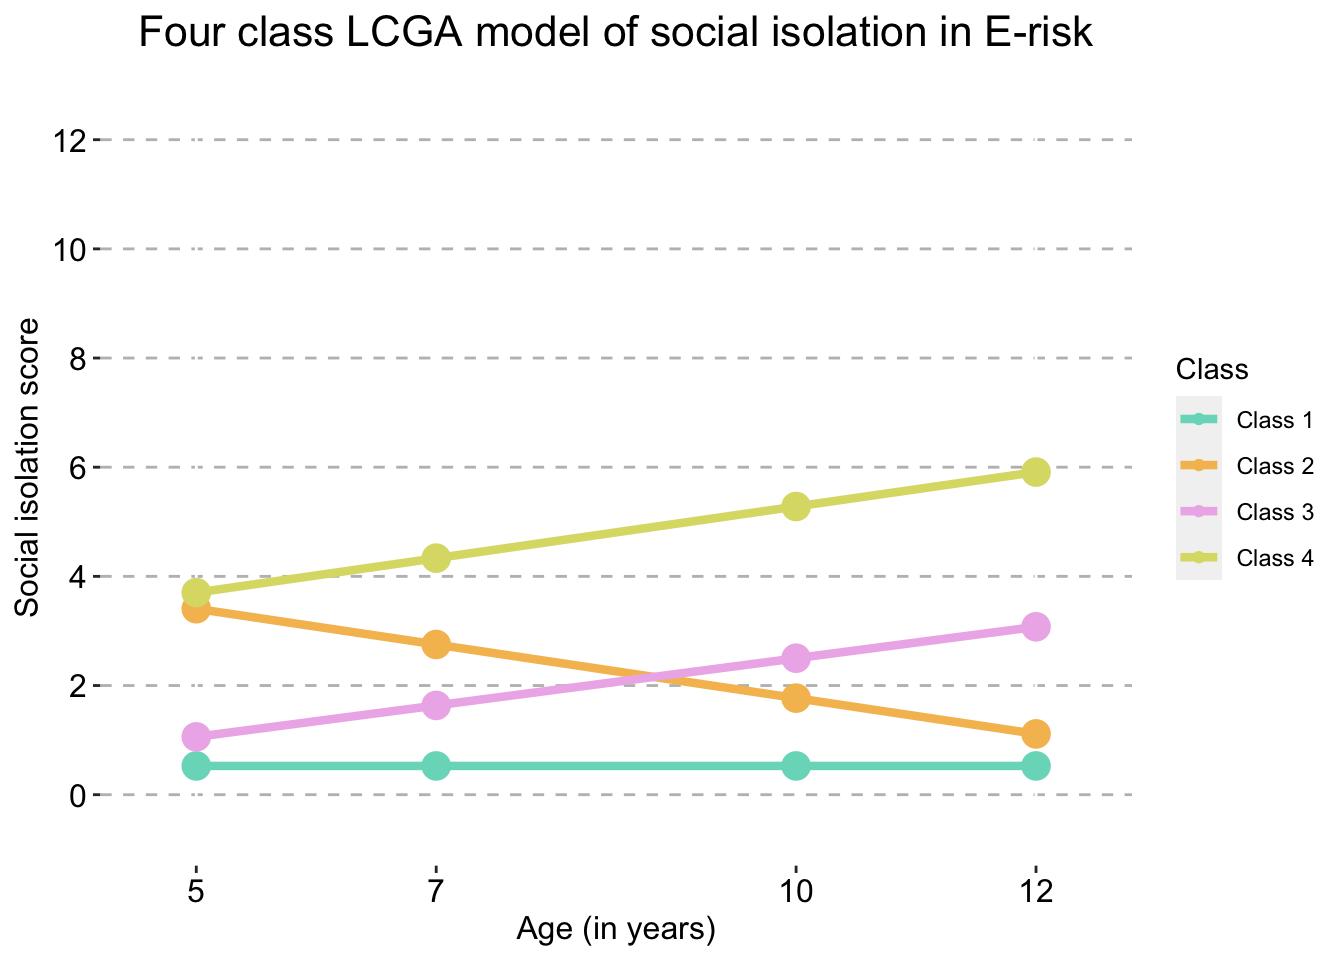 Four class LCGA model of social isolation in E-risk
12
10
8
6
4
2
0
Social isolation score
5 7 10 12
Age (in years)
Class
Class 1
Class 2
Class 3
Class 4